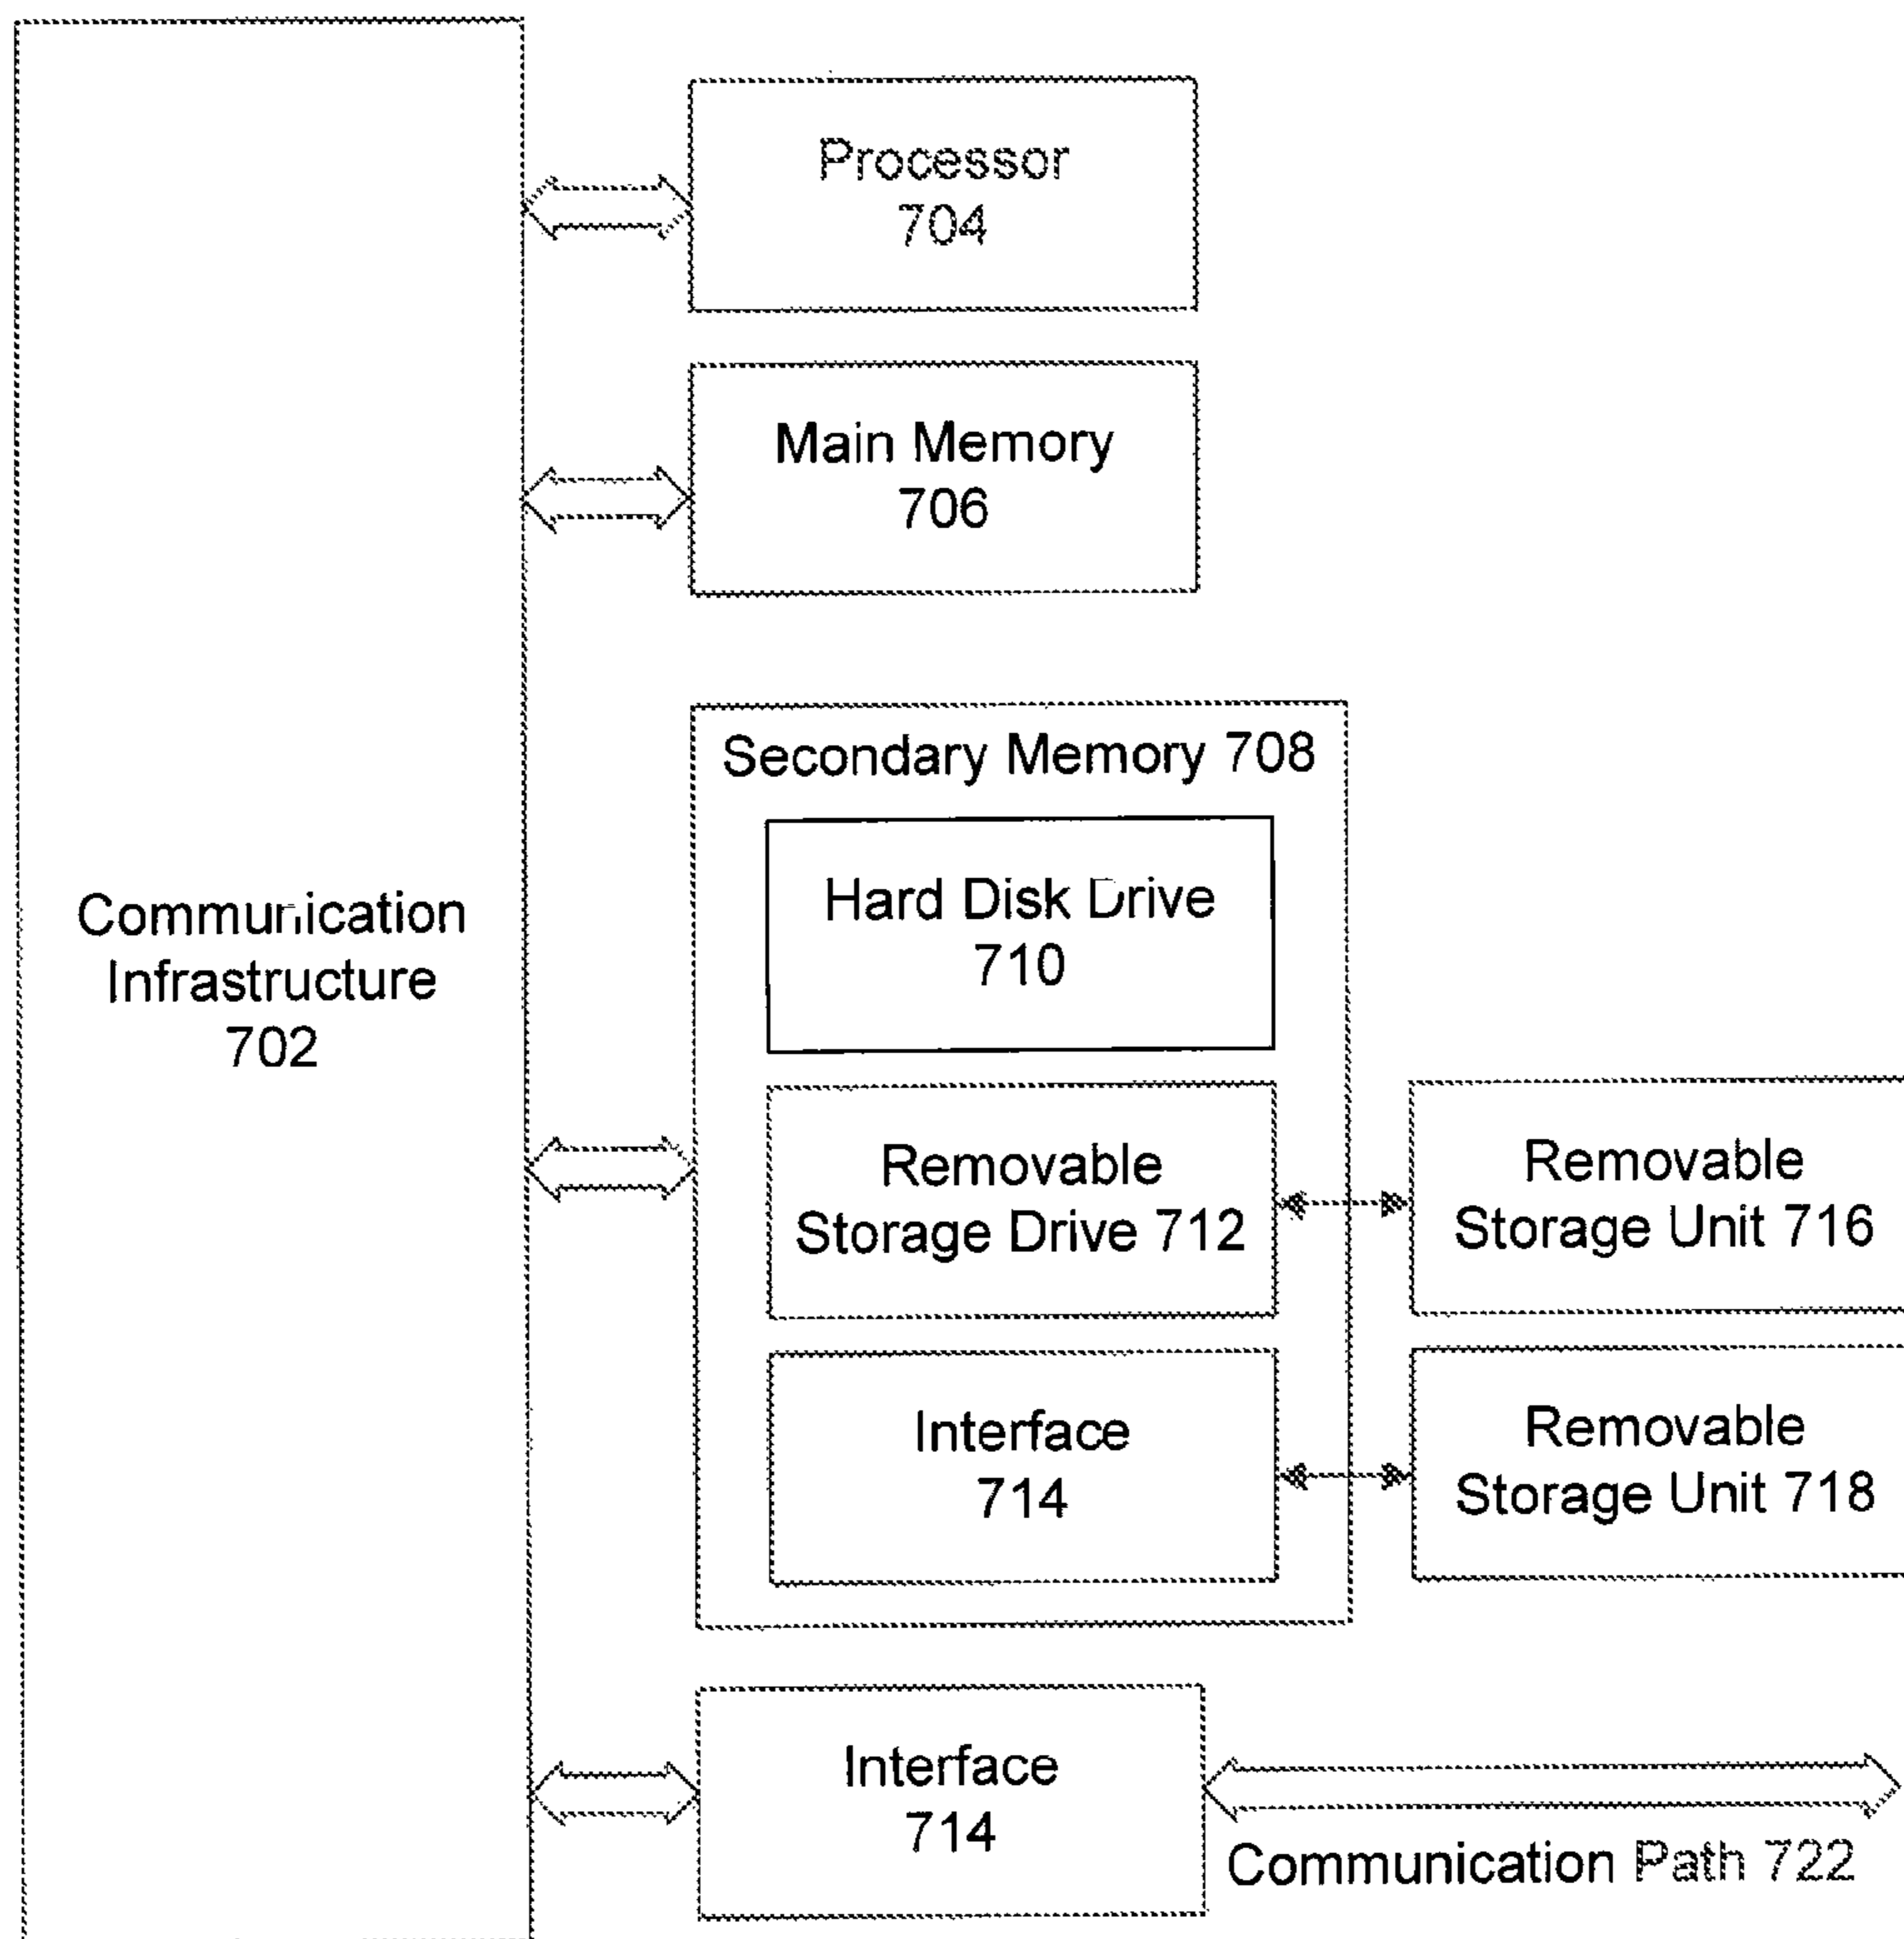 Processor
704
Main Memory
706
Secondary Memory 708
Hard Disk Drive
710
Communication
Infrastructure
702
Removable
Storage Drive 712
Removable
Storage Unit 716
Interface
714
Removable
Storage Unit 718
Interface
714
Communication Path 722